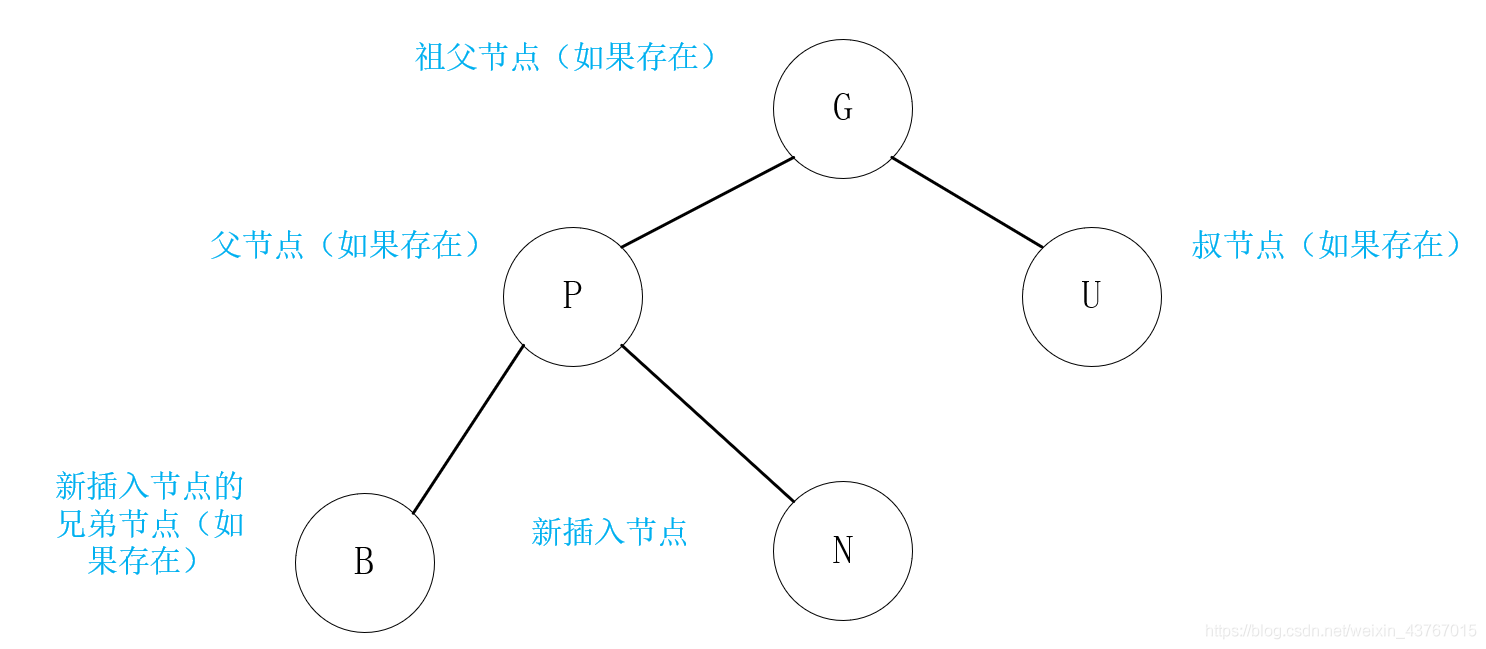 祖父节点（如果存在）
G
父节点（如果存在）
叔节点（如果存在）
P
U
新插入节点的
兄弟节点（如
果存在）
新插入节点
B
N
https://blog.csdn.net/weixin_43767015